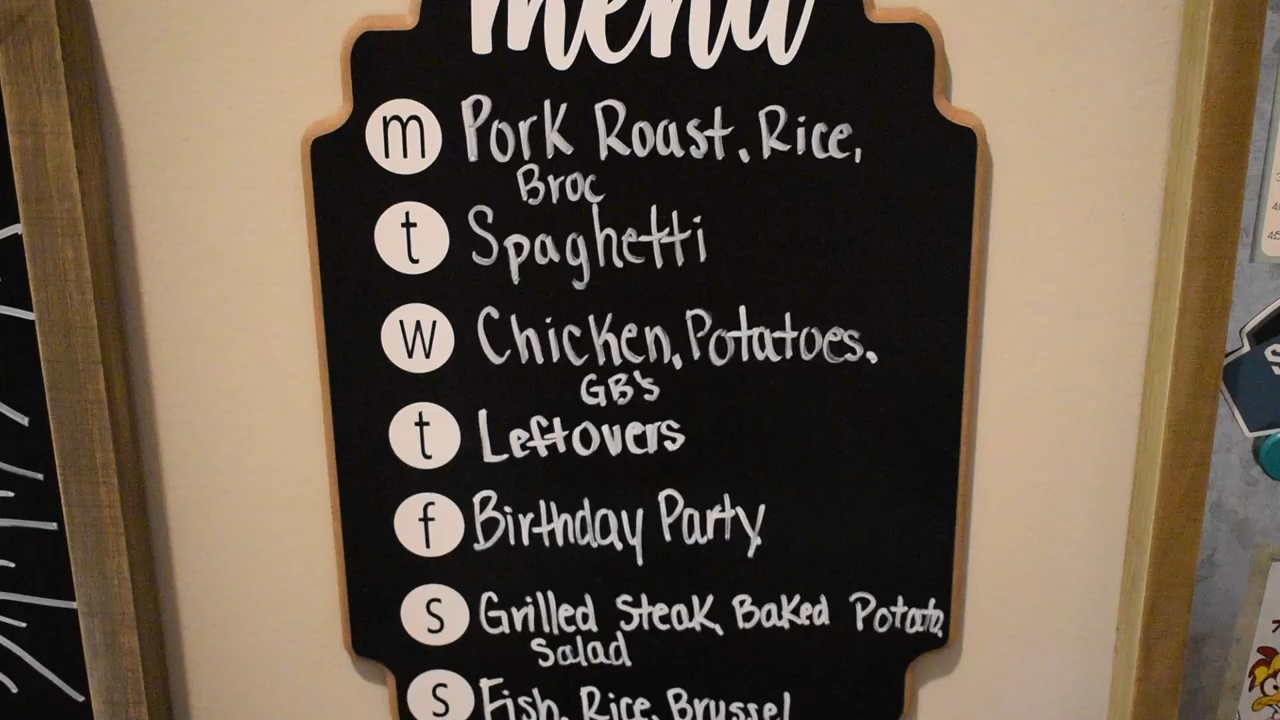 menu
m Pork Roast, Rice,
Broc
t Spaghetti
w Chicken, Potatoes,
GB's
t Leftovers
f Birthday Party
s Grilled Steak, Baked Potato,
Salad
s Fish, Rice, Brussel